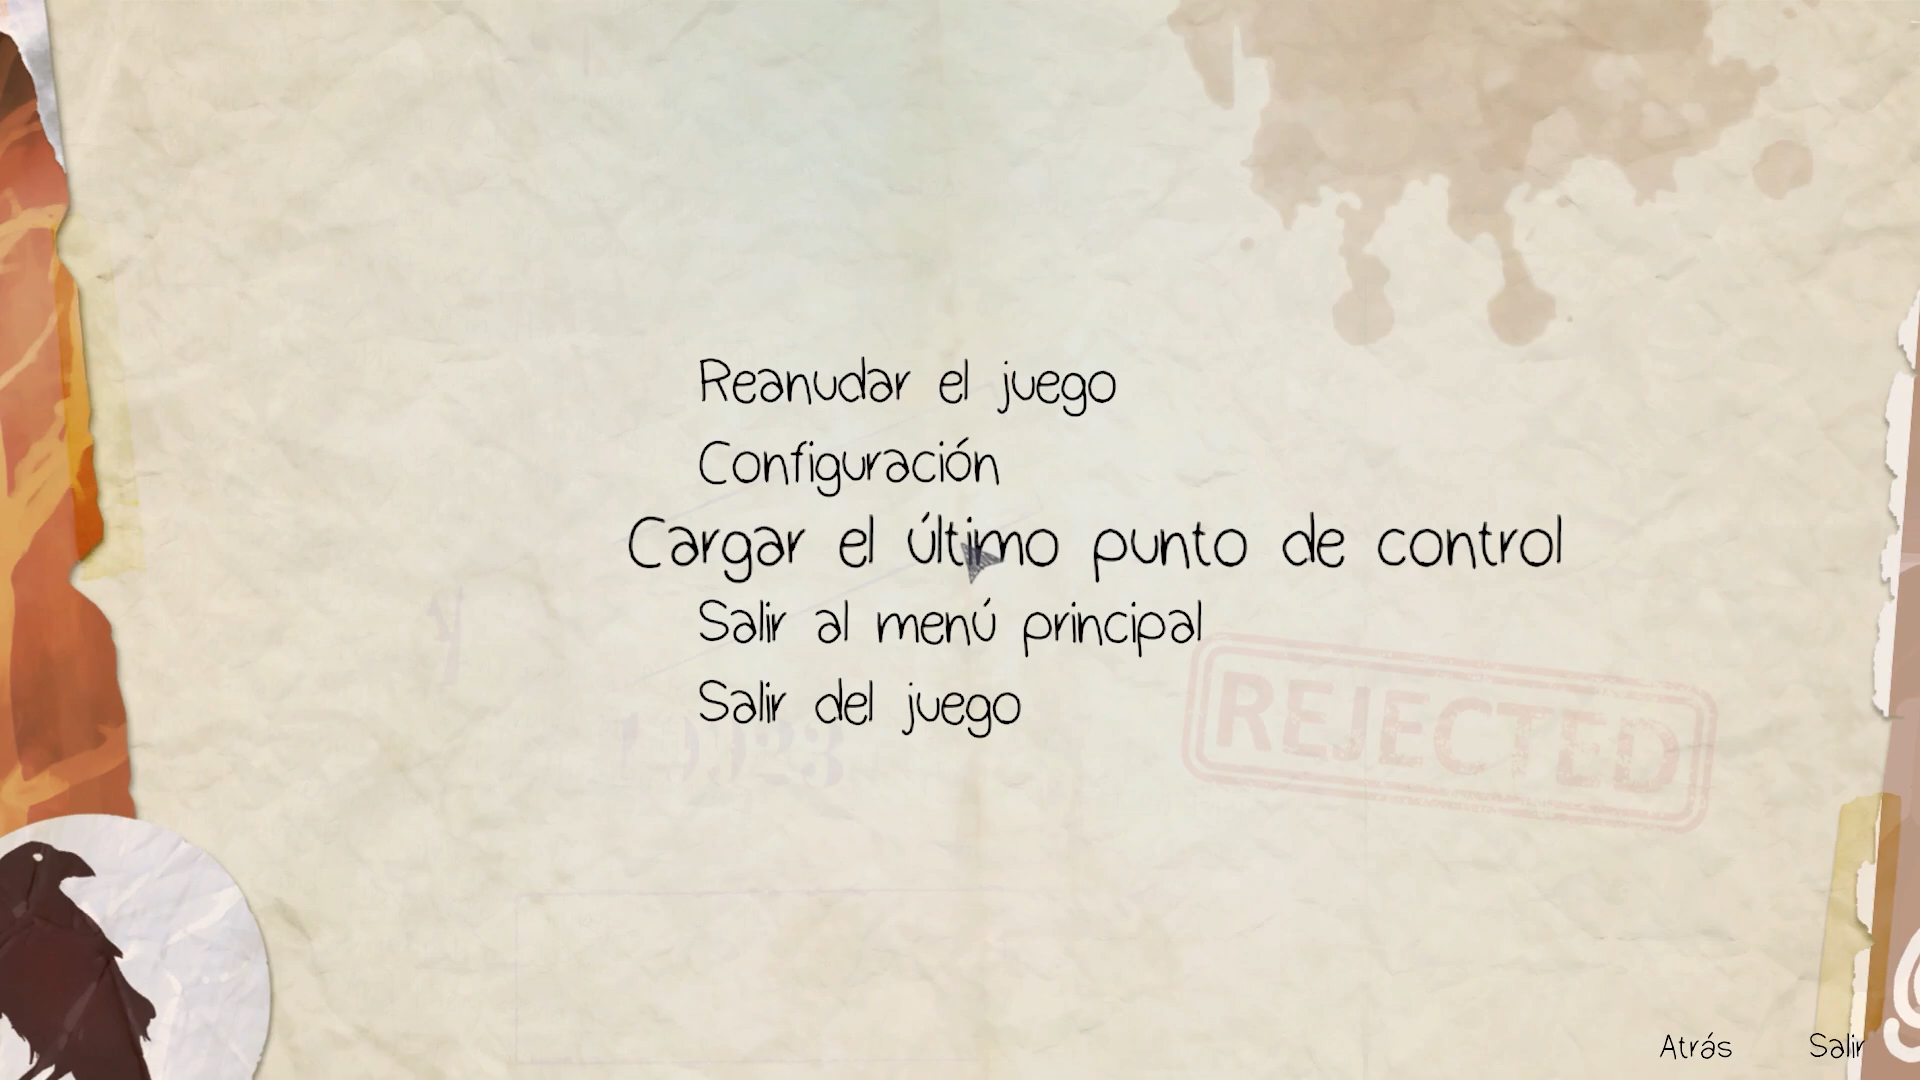 Reanudar el juego
Configuración
Cargar el último punto de control
Salir al menú principal
Salir del juego
REJECTED
Atrás Salir